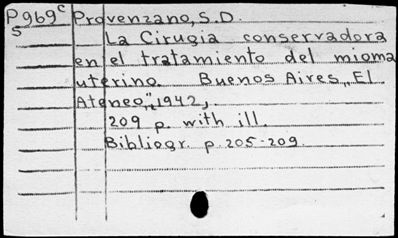 P969c Provenzano, S.D.
5 La Cirugia conservadora
en el tratamiento del mioma
uterino. Buenos Aires, "El
Ateneo", 1942,
209 p. with ill.
Bibliogr. p. 205-209.